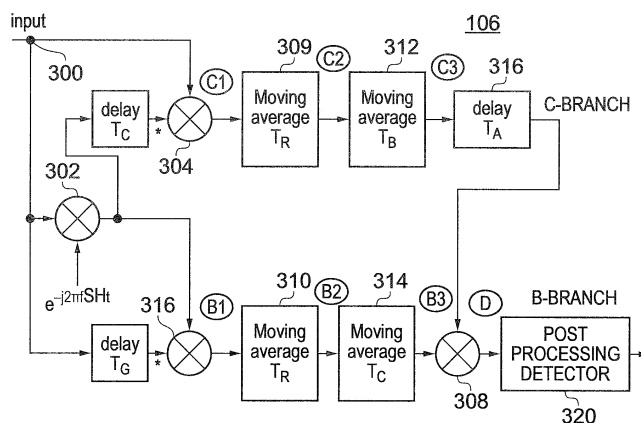 input
106
300
309
312
316
C1
C2
C3
C-BRANCH
delay
TC
*
304
Moving
average
TR
Moving
average
TB
delay
TA
302
e-j2πfSHt
310
314
316
B1
B2
B3
D
B-BRANCH
delay
TG
*
Moving
average
TR
Moving
average
TC
308
POST
PROCESSING
DETECTOR
320